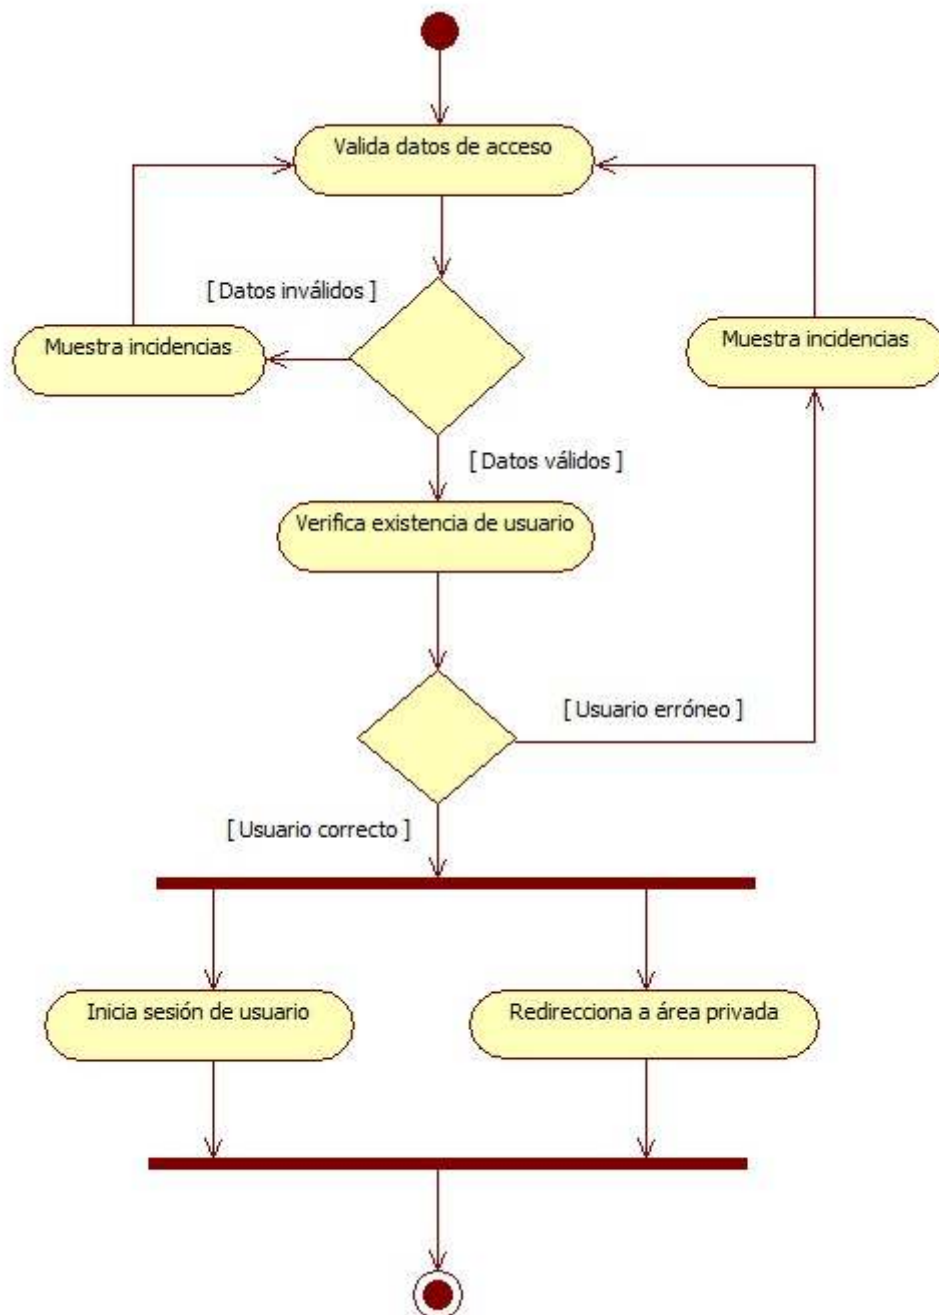 Valida datos de acceso
[ Datos inválidos ]
Muestra incidencias
Muestra incidencias
[ Datos válidos ]
Verifica existencia de usuario
[ Usuario erróneo ]
[ Usuario correcto ]
Inicia sesión de usuario
Redirecciona a área privada